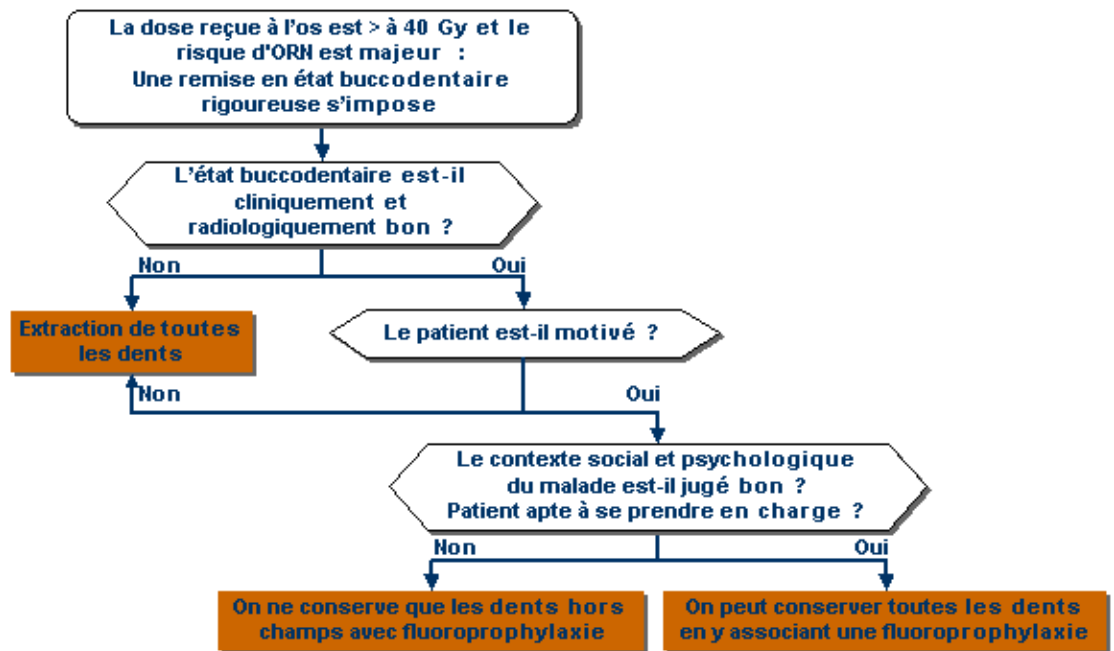 La dose reçue à l'os est > à 40 Gy et le
risque d'ORN est majeur :
Une remise en état buccodentaire
rigoureuse s'impose
L'état buccodentaire est-il
cliniquement et
radiologiquement bon ?
Non
Oui
Extraction de toutes
les dents
Le patient est-il motivé ?
Non
Oui
Le contexte social et psychologique
du malade est-il jugé bon ?
Patient apte à se prendre en charge ?
Non
Oui
On ne conserve que les dents hors
champs avec fluoroprophylaxie
On peut conserver toutes les dents
en y associant une fluoroprophylaxie